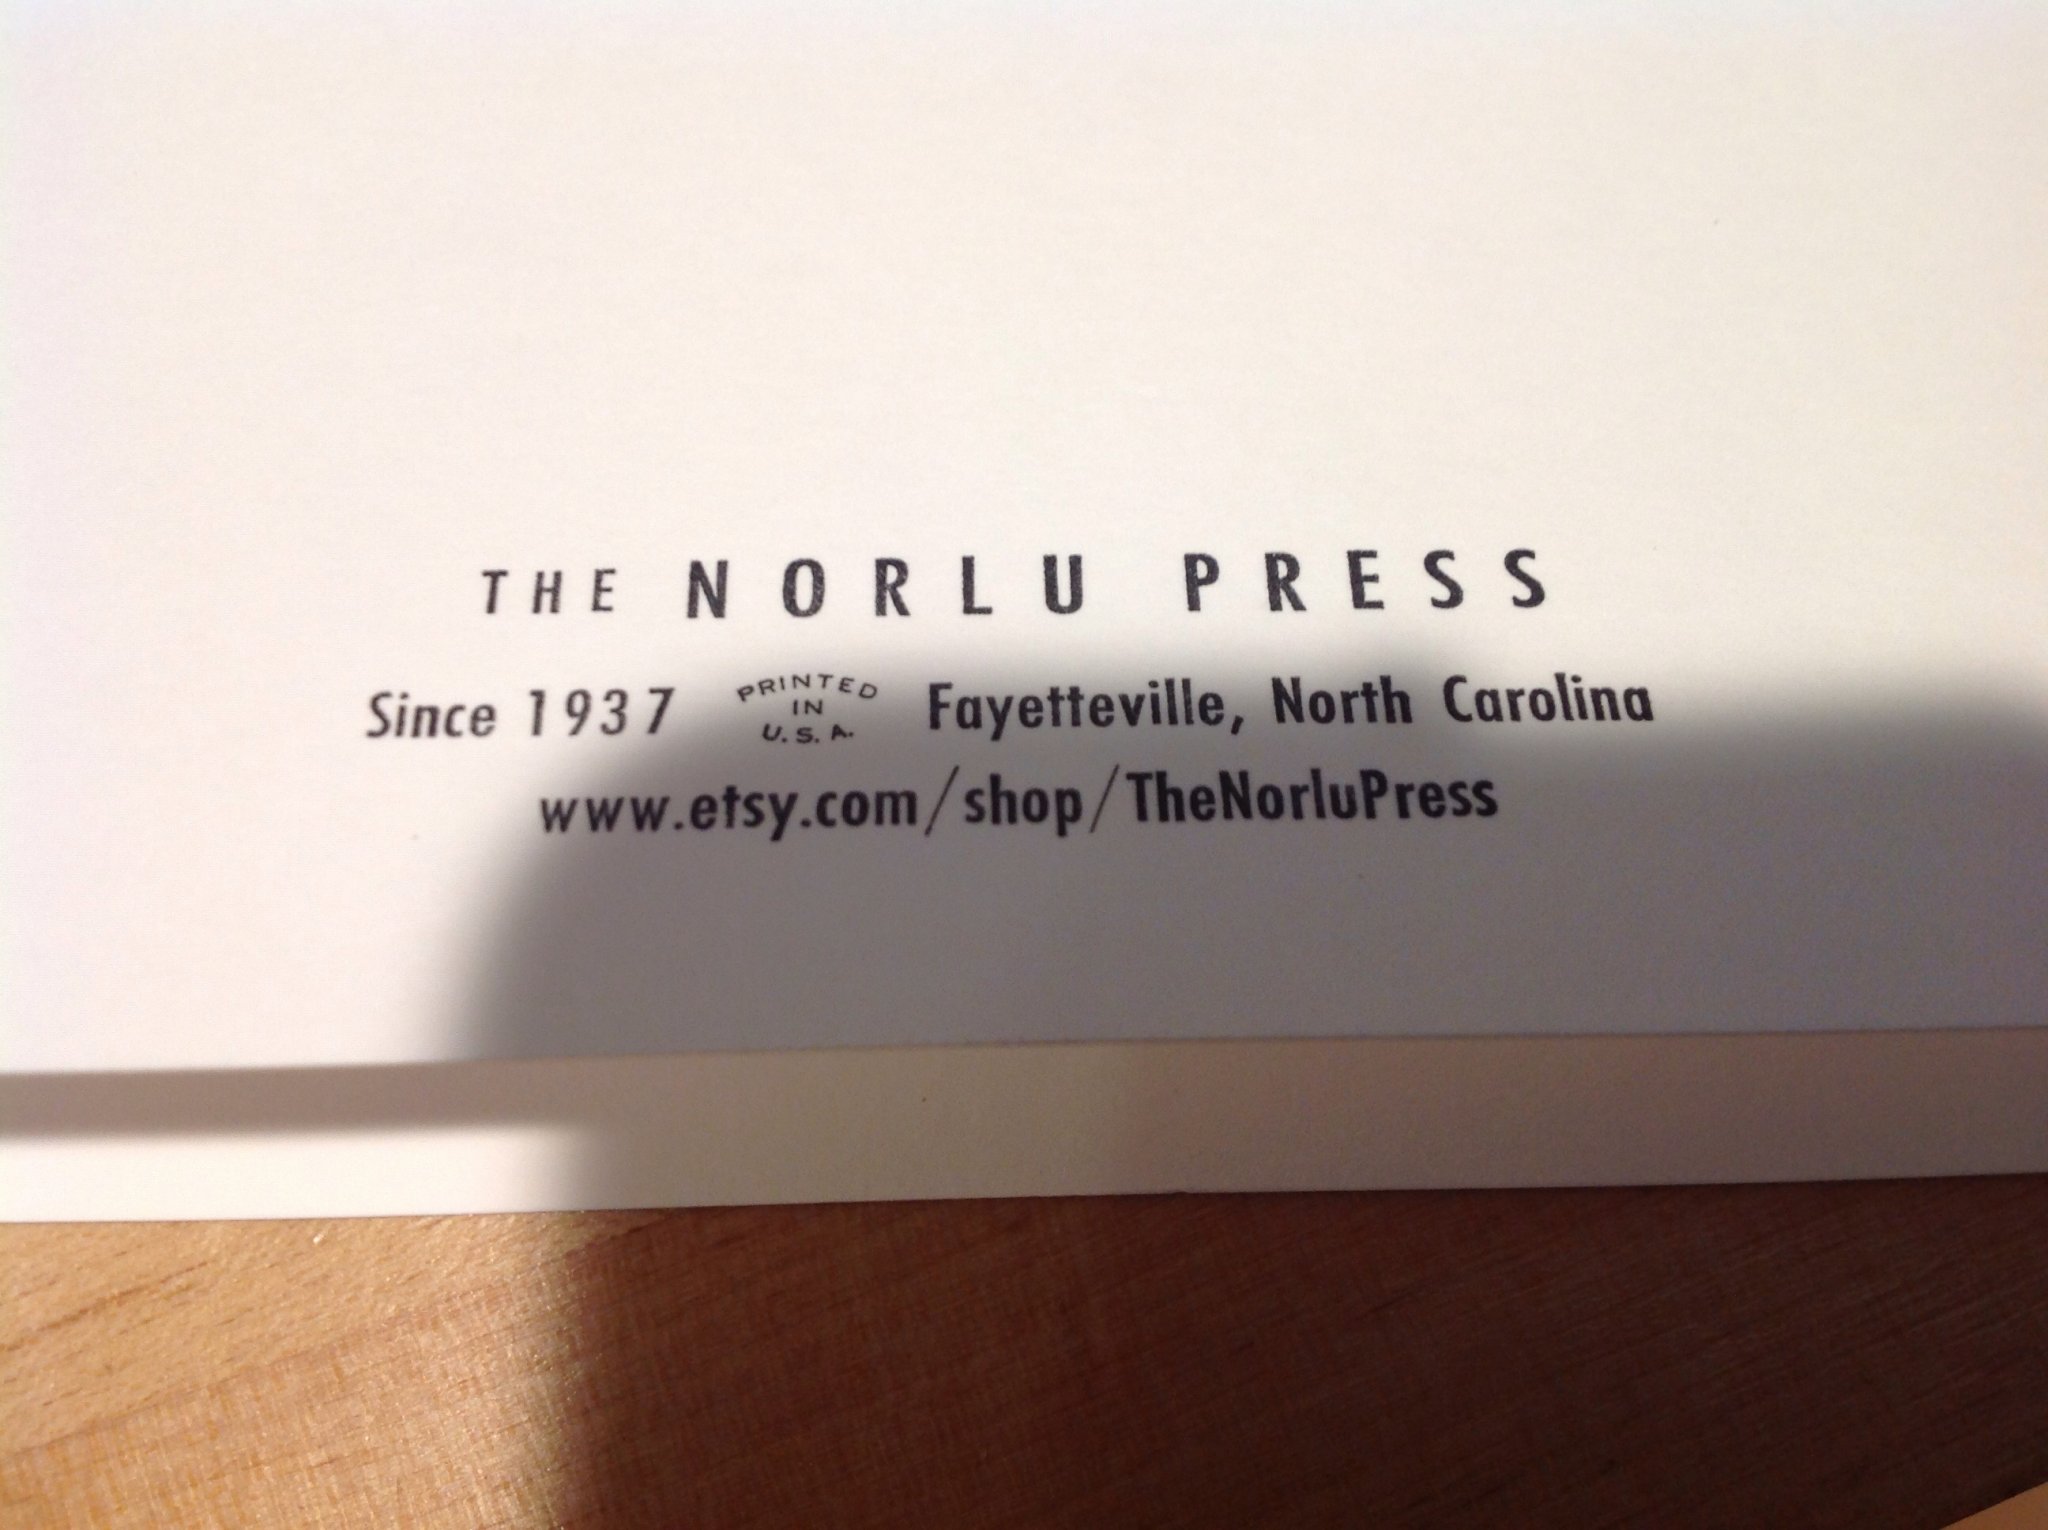 THE NORLU PRESS
Since 1937 PRINTED IN U.S.A. Fayetteville, North Carolina
www.etsy.com/shop/TheNorluPress